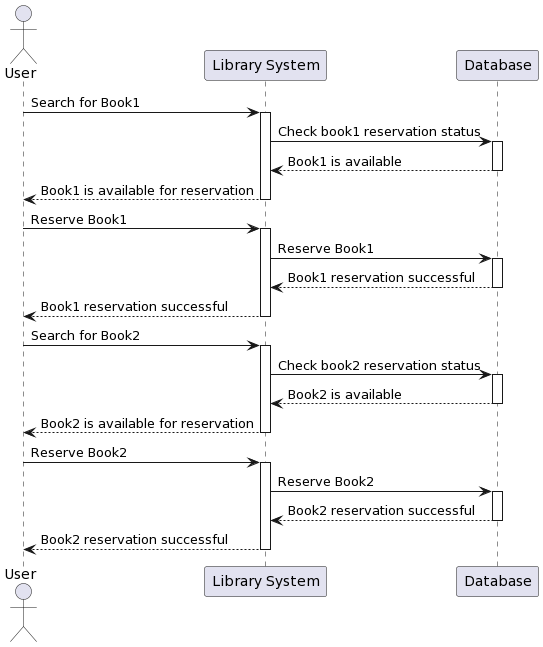 User
Library System
Database
Search for Book1
Check book1 reservation status
Book1 is available
Book1 is available for reservation
Reserve Book1
Reserve Book1
Book1 reservation successful
Book1 reservation successful
Search for Book2
Check book2 reservation status
Book2 is available
Book2 is available for reservation
Reserve Book2
Reserve Book2
Book2 reservation successful
Book2 reservation successful
User
Library System
Database